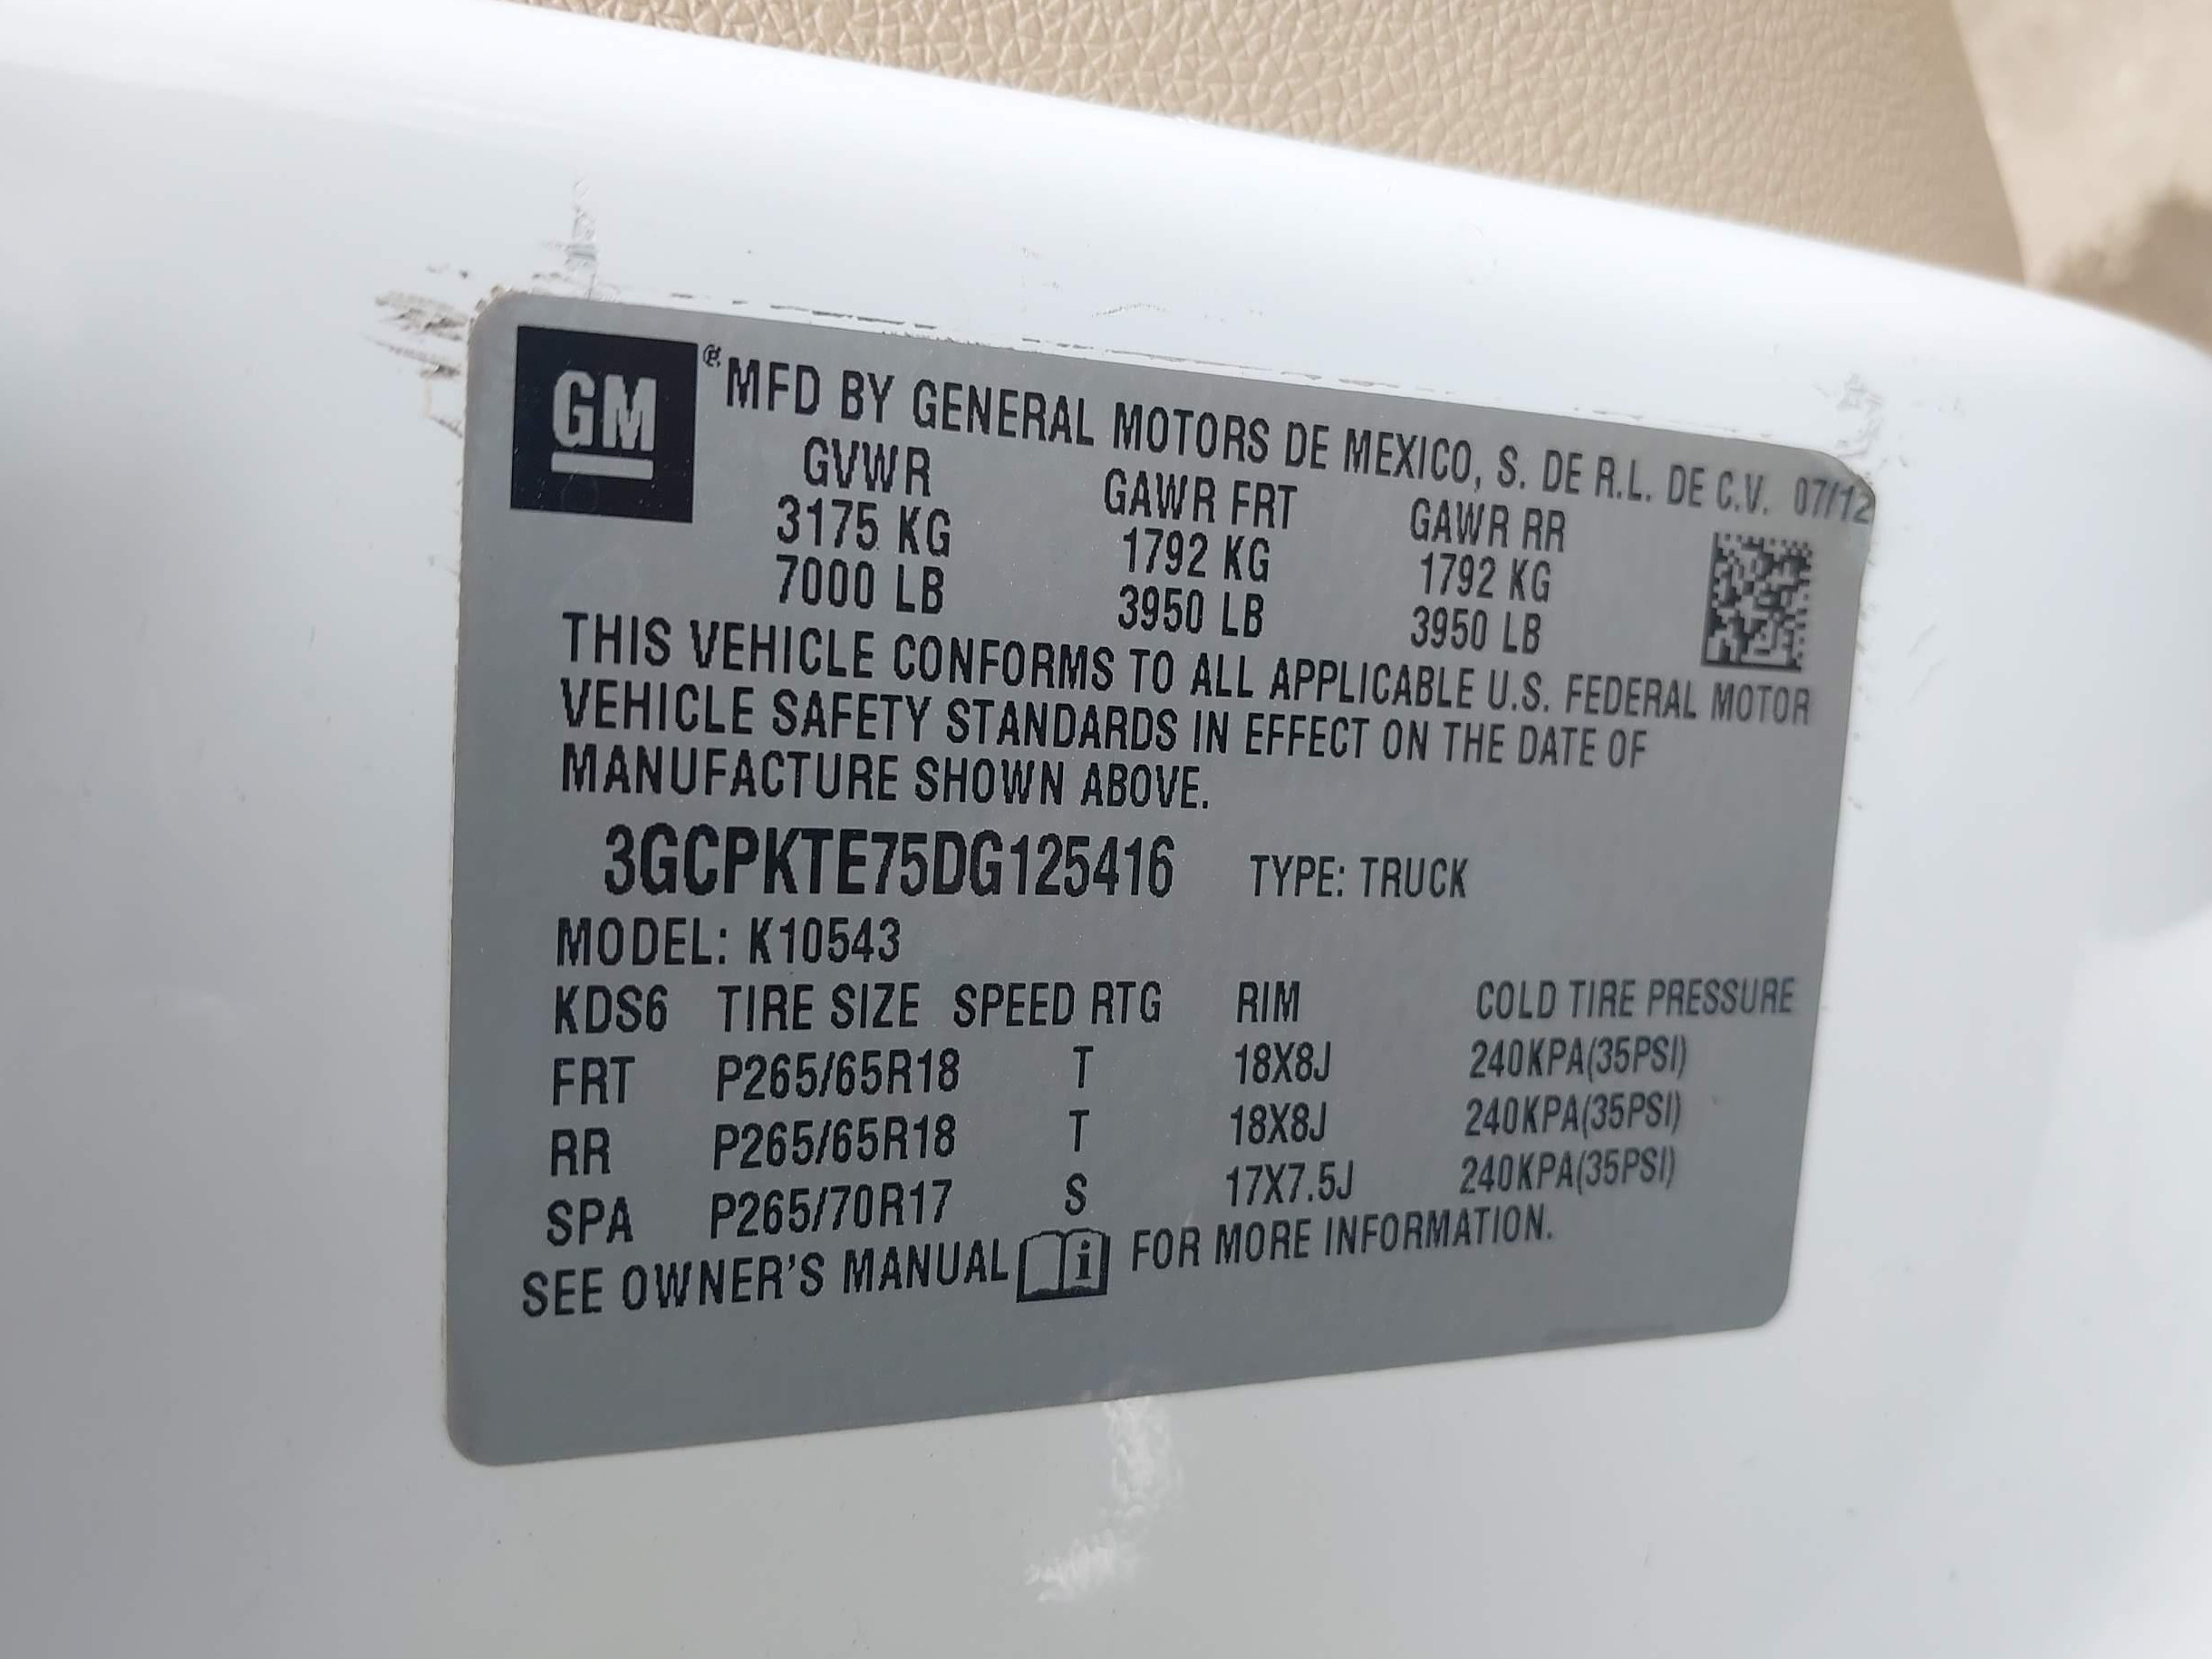 GM ® MFD BY GENERAL MOTORS DE MEXICO, S. DE R.L. DE C.V. 07/12
GVWR GAWR FRT GAWR RR
3175 KG 1792 KG 1792 KG
7000 LB 3950 LB 3950 LB
THIS VEHICLE CONFORMS TO ALL APPLICABLE U.S. FEDERAL MOTOR
VEHICLE SAFETY STANDARDS IN EFFECT ON THE DATE OF
MANUFACTURE SHOWN ABOVE.
3GCPKTE75DG125416 TYPE: TRUCK
MODEL: K10543
KDS6 TIRE SIZE SPEED RTG RIM COLD TIRE PRESSURE
FRT P265/65R18 T 18X8J 240KPA(35PSI)
RR P265/65R18 T 18X8J 240KPA(35PSI)
SPA P265/70R17 S 17X7.5J 240KPA(35PSI)
SEE OWNER'S MANUAL i FOR MORE INFORMATION.